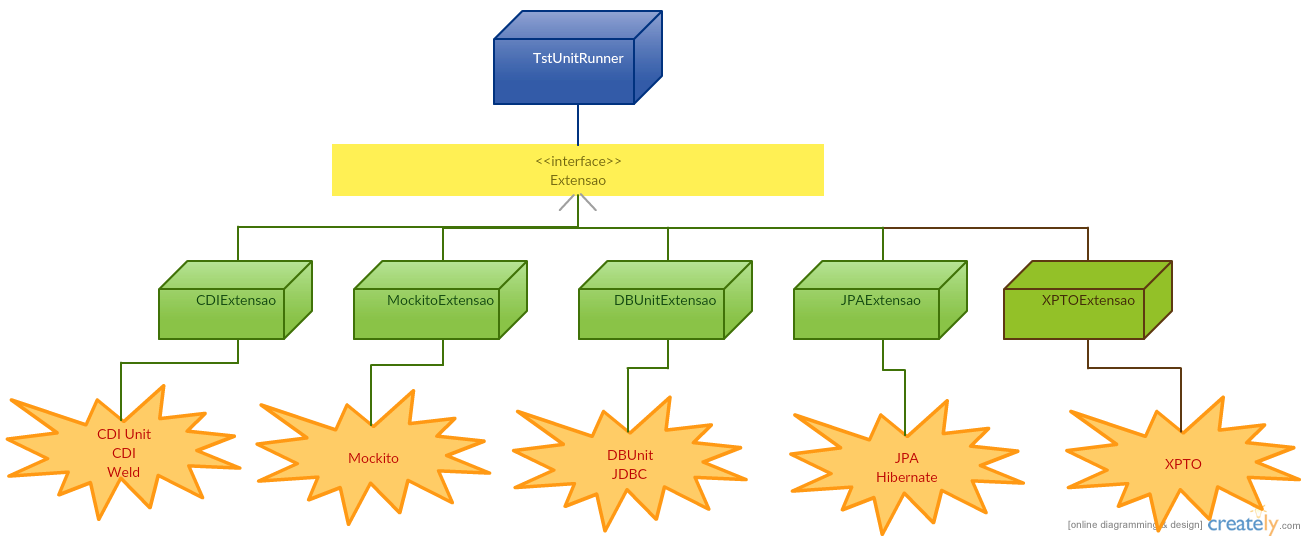 TstUnitRunner
<<interface>>
Extensao
CDIExtensao
MockitoExtensao
DBUnitExtensao
JPAExtensao
XPTOExtensao
CDI Unit
CDI
Weld
Mockito
DBUnit
JDBC
JPA
Hibernate
XPTO
[online diagramming & design] creately.com